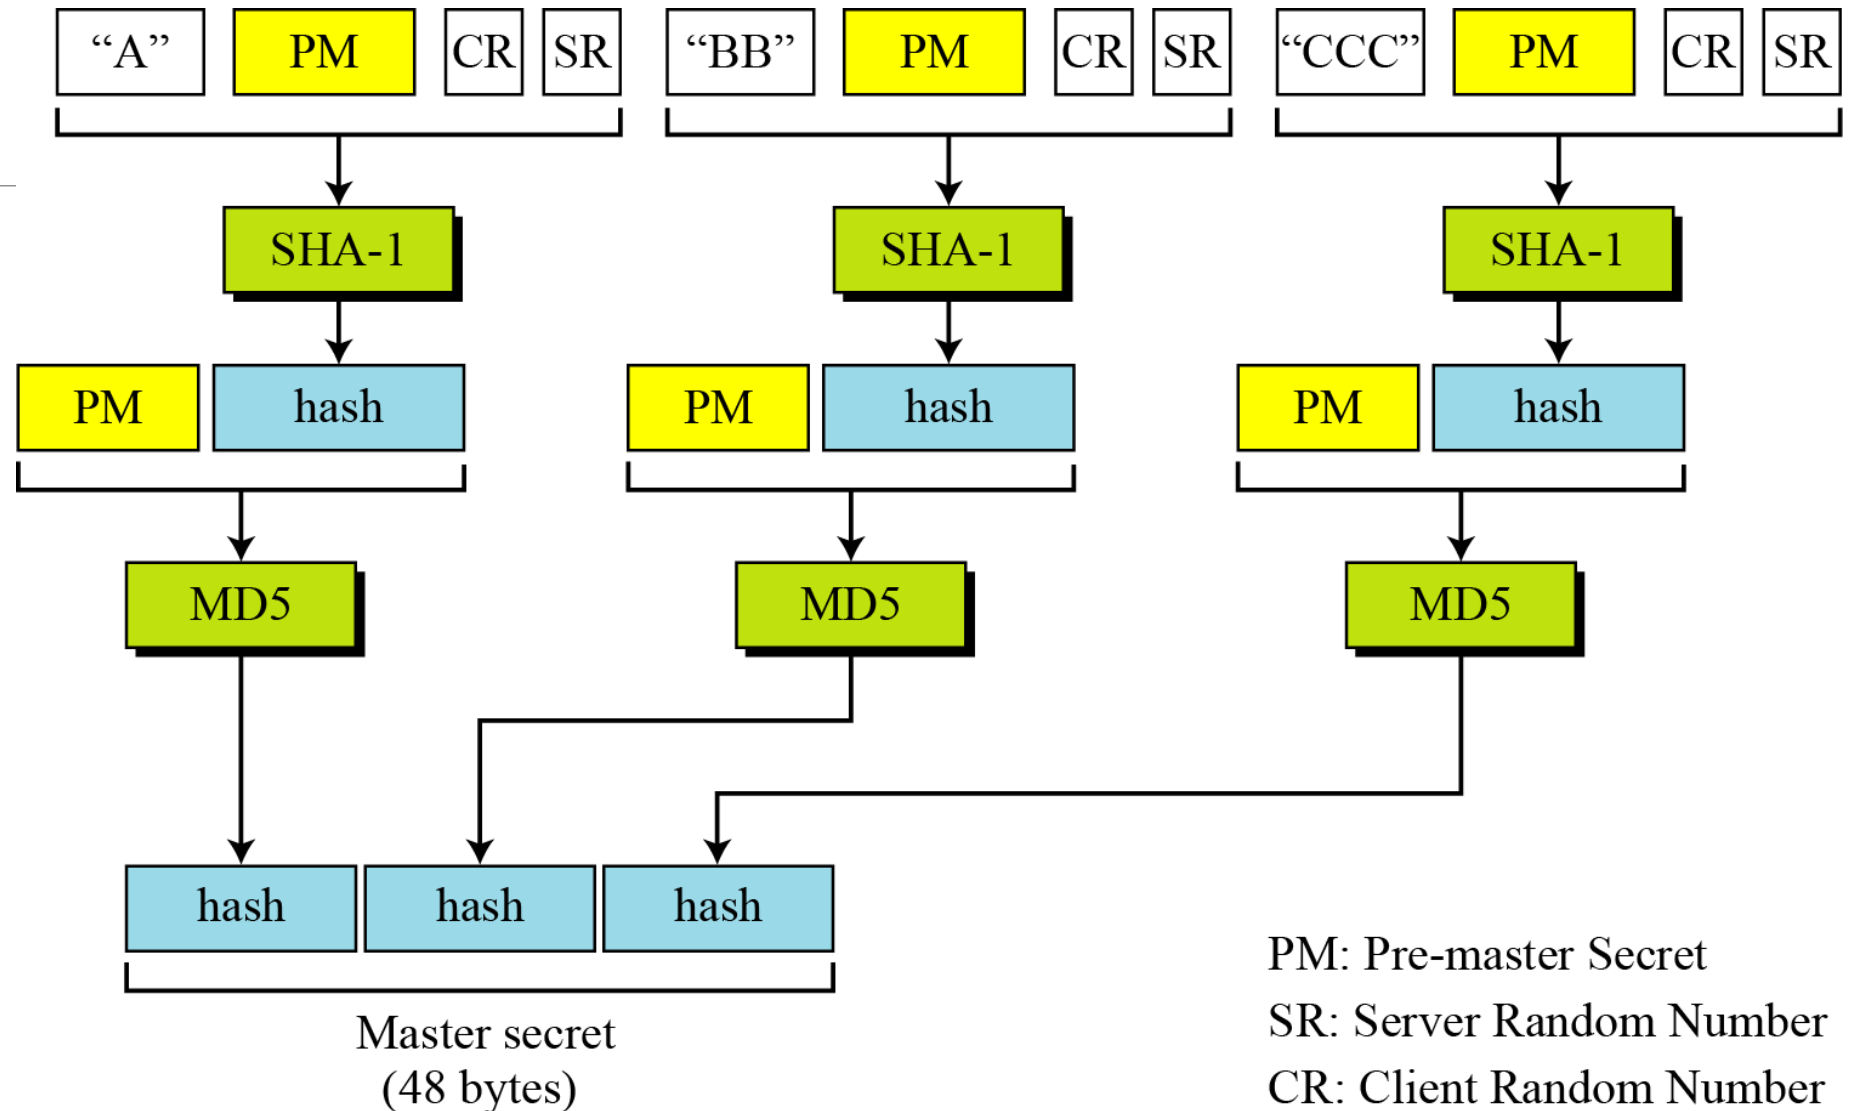 “A” PM CR SR “BB” PM CR SR “CCC” PM CR SR
SHA-1 SHA-1 SHA-1
PM hash PM hash PM hash
MD5 MD5 MD5
hash hash hash
Master secret
(48 bytes)
PM: Pre-master Secret
SR: Server Random Number
CR: Client Random Number